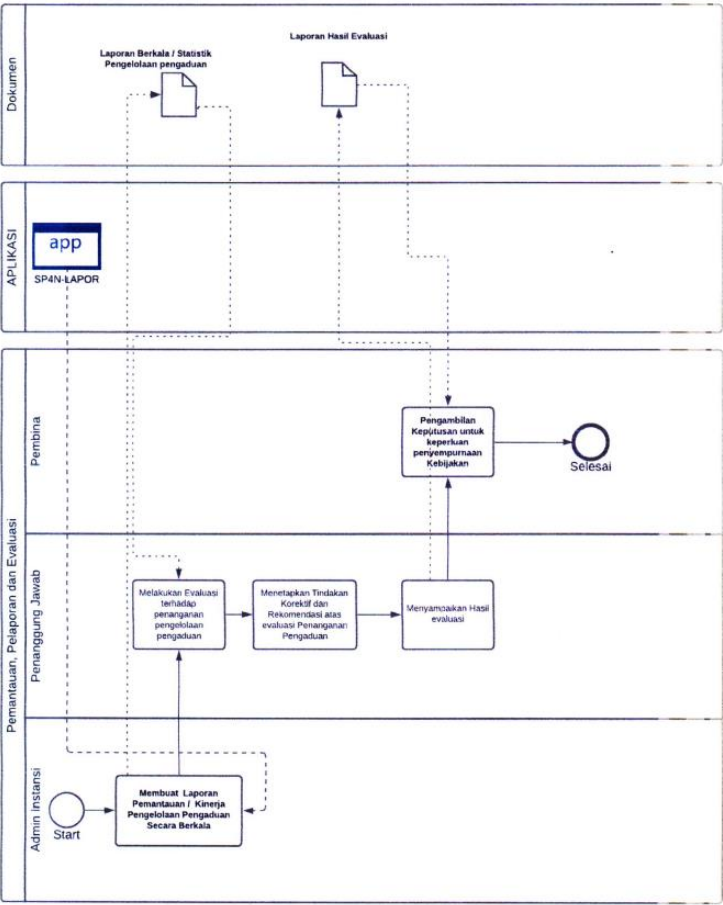 Dokumen
Laporan Berkala / Statistik
Pengelolaan pengaduan
Laporan Hasil Evaluasi
APLIKASI
app
SP4N-LAPOR
Pemantauan, Pelaporan dan Evaluasi
Pembina
Pengambilan
Keputusan untuk
keperluan
penyempurnaan
Kebijakan
Selesai
Penanggung Jawab
Melakukan Evaluasi
terhadap
penanganan
pengelolaan
pengaduan
Menetapkan Tindakan
Korektif dan
Rekomendasi atas
evaluasi Penanganan
Pengaduan
Menyampaikan Hasil
evaluasi
Admin Instansi
Start
Membuat Laporan
Pemantauan / Kinerja
Pengelolaan Pengaduan
Secara Berkala